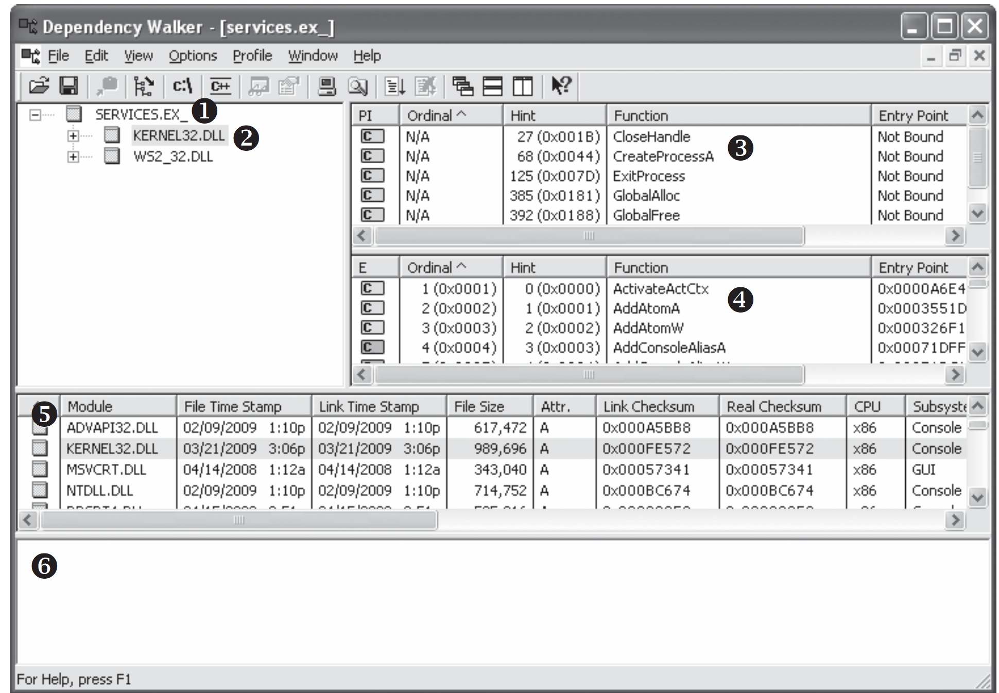 Dependency Walker - [services.ex_]
File Edit View Options Profile Window Help
C:\ C++ ?
SERVICES.EX_ 1
KERNEL32.DLL 2
WS2_32.DLL
PI Ordinal ^ Hint Function Entry Point
C N/A 27 (0x001B) CloseHandle Not Bound
3
C N/A 68 (0x0044) CreateProcessA Not Bound
C N/A 125 (0x007D) ExitProcess Not Bound
C N/A 385 (0x0181) GlobalAlloc Not Bound
C N/A 392 (0x0188) GlobalFree Not Bound
E Ordinal ^ Hint Function Entry Point
C 1 (0x0001) 0 (0x0000) ActivateActCtx 0x0000A6E4
4
C 2 (0x0002) 1 (0x0001) AddAtomA 0x0003551D
C 3 (0x0003) 2 (0x0002) AddAtomW 0x000326F1
C 4 (0x0004) 3 (0x0003) AddConsoleAliasA 0x00071DFF
5 Module File Time Stamp Link Time Stamp File Size Attr. Link Checksum Real Checksum CPU Subsyste
ADVAPI32.DLL 02/09/2009 1:10p 02/09/2009 1:10p 617,472 A 0x000A5BB8 0x000A5BB8 x86 Console
KERNEL32.DLL 03/21/2009 3:06p 03/21/2009 3:06p 989,696 A 0x000FE572 0x000FE572 x86 Console
MSVCRT.DLL 04/14/2008 1:12a 04/14/2008 1:12a 343,040 A 0x00057341 0x00057341 x86 GUI
NTDLL.DLL 02/09/2009 1:10p 02/09/2009 1:10p 714,752 A 0x000BC674 0x000BC674 x86 Console
6
For Help, press F1